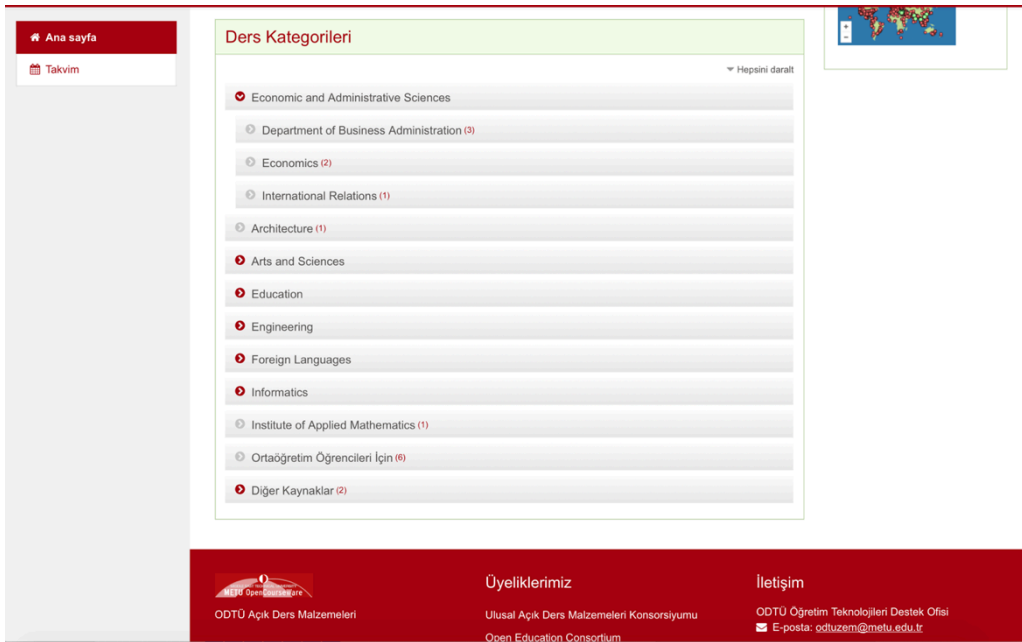 Ana sayfa
Takvim
Ders Kategorileri
Hepsini daralt
Economic and Administrative Sciences
Department of Business Administration (3)
Economics (2)
International Relations (1)
Architecture (1)
Arts and Sciences
Education
Engineering
Foreign Languages
Informatics
Institute of Applied Mathematics (1)
Ortaöğretim Öğrencileri İçin (6)
Diğer Kaynaklar (2)
METU OpenCourseWare
ODTÜ Açık Ders Malzemeleri
Üyeliklerimiz
Ulusal Açık Ders Malzemeleri Konsorsiyumu
Open Education Consortium
İletişim
ODTÜ Öğretim Teknolojileri Destek Ofisi
E-posta: odtuzem@metu.edu.tr